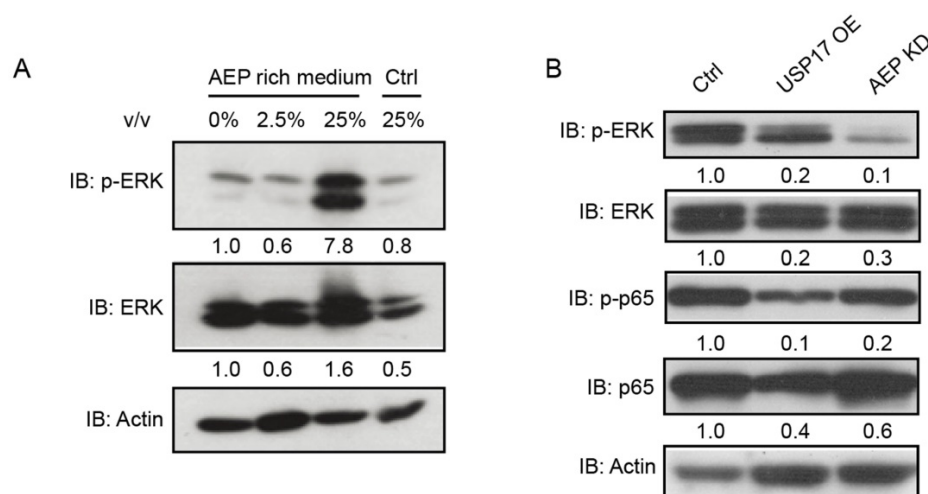 A
AEP rich medium Ctrl
v/v 0% 2.5% 25% 25%
IB: p-ERK
1.0 0.6 7.8 0.8
IB: ERK
1.0 0.6 1.6 0.5
IB: Actin
B
Ctrl USP17 OE AEP KD
IB: p-ERK
1.0 0.2 0.1
IB: ERK
1.0 0.2 0.3
IB: p-p65
1.0 0.1 0.2
IB: p65
1.0 0.4 0.6
IB: Actin